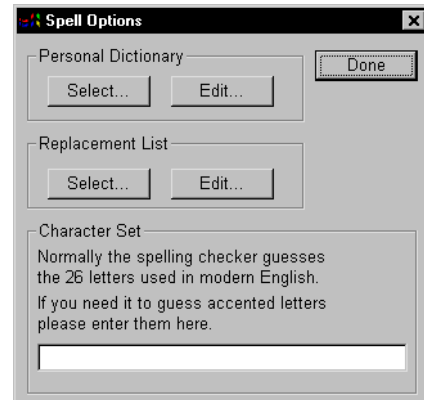 Spell Options
Personal Dictionary
Select... Edit...
Done
Replacement List
Select... Edit...
Character Set
Normally the spelling checker guesses
the 26 letters used in modern English.
If you need it to guess accented letters
please enter them here.